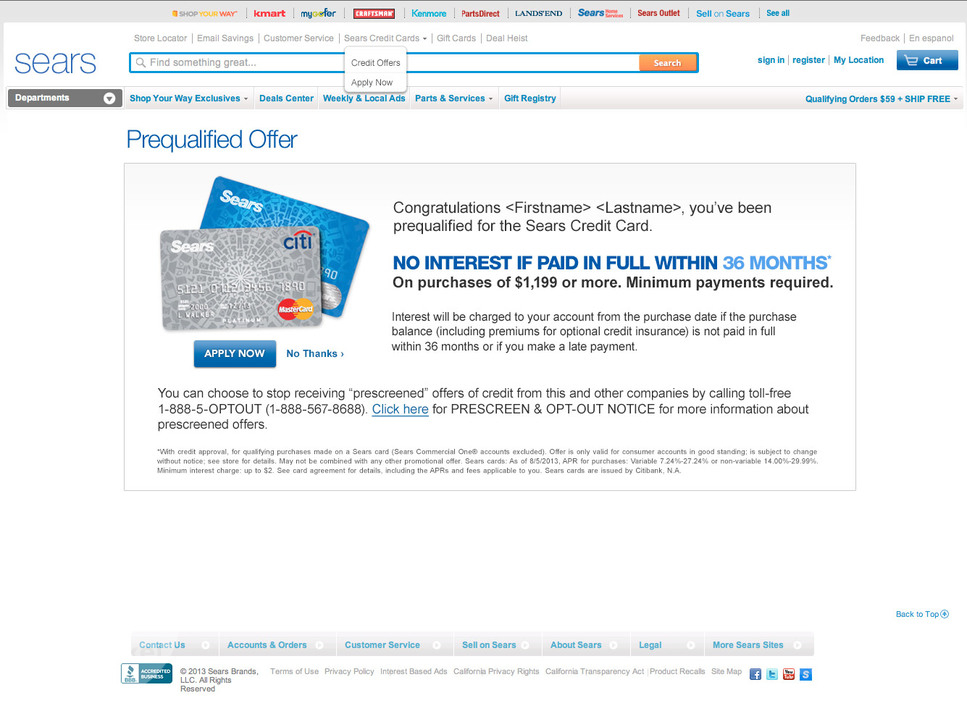 SHOP YOUR WAY kmart mygofer CRAFTSMAN Kenmore PartsDirect LANDS'END Sears Home Services Sears Outlet Sell on Sears See all
Store Locator Email Savings Customer Service Sears Credit Cards Gift Cards Deal Heist Feedback En espanol
sears
Find something great... Search
sign in register My Location Cart
Credit Offers
Apply Now
Departments Shop Your Way Exclusives Deals Center Weekly & Local Ads Parts & Services Gift Registry Qualifying Orders $59 + SHIP FREE
Prequalified Offer
Sears
Sears citi
5121 0
7890
L WALKER
PLATINUM
MasterCard
Congratulations <Firstname> <Lastname>, you've been
prequalified for the Sears Credit Card.
NO INTEREST IF PAID IN FULL WITHIN 36 MONTHS*
On purchases of $1,199 or more. Minimum payments required.
Interest will be charged to your account from the purchase date if the purchase
balance (including premiums for optional credit insurance) is not paid in full
within 36 months or if you make a late payment.
APPLY NOW No Thanks ›
You can choose to stop receiving “prescreened” offers of credit from this and other companies by calling toll-free
1-888-5-OPTOUT (1-888-567-8688). Click here for PRESCREEN & OPT-OUT NOTICE for more information about
prescreened offers.
*With credit approval, for qualifying purchases made on a Sears card (Sears Commercial One® accounts excluded). Offer is only valid for consumer accounts in good standing; is subject to change
without notice; see store for details. May not be combined with any other promotional offer. Sears cards: As of 8/5/2013, APR for purchases: Variable 7.24%-27.24% or non-variable 14.00%-29.99%.
Minimum interest charge: up to $2. See card agreement for details, including the APRs and fees applicable to you. Sears cards are issued by Citibank, N.A.
Back to Top
Contact Us Accounts & Orders Customer Service Sell on Sears About Sears Legal More Sears Sites
BBB ACCREDITED BUSINESS
© 2013 Sears Brands,
LLC. All Rights
Reserved
Terms of Use Privacy Policy Interest Based Ads California Privacy Rights California Transparency Act Product Recalls Site Map